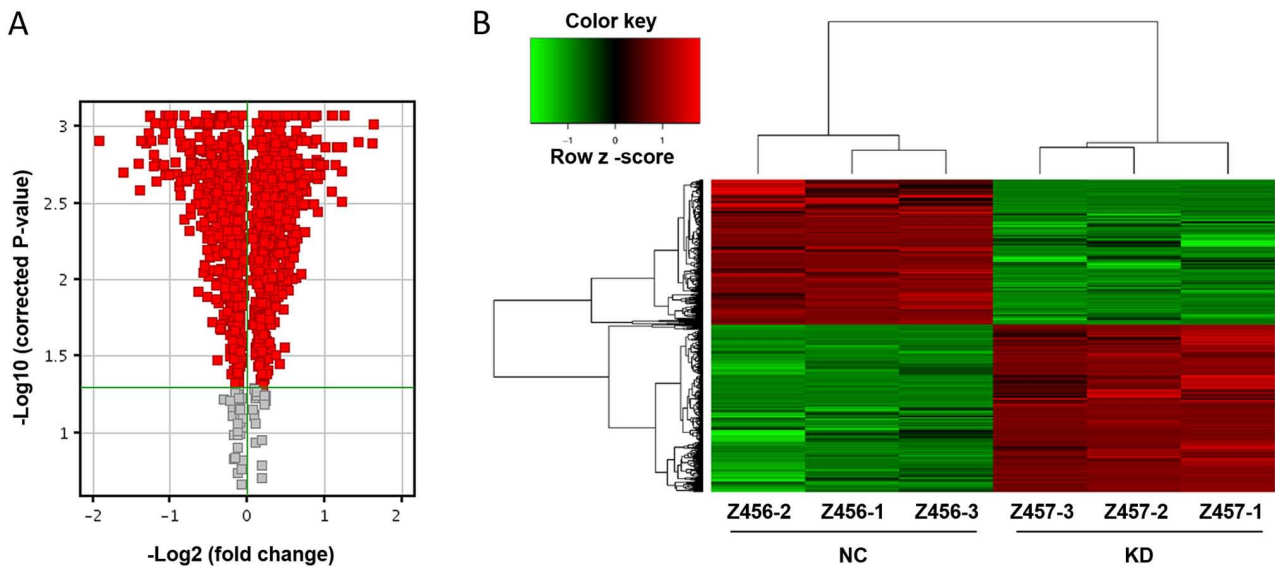 A
-Log10 (corrected P-value)
3
2.5
2
1.5
1
−2
−1
0
1
2
-Log2 (fold change)
B
Color key
−1
0
1
Row z -score
Z456-2
Z456-1
Z456-3
Z457-3
Z457-2
Z457-1
NC
KD